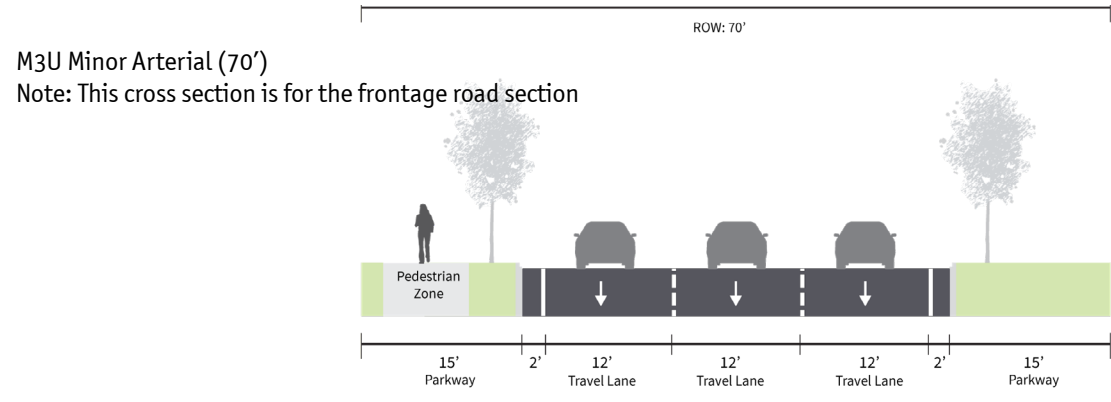 ROW: 70’
M3U Minor Arterial (70’)
Note: This cross section is for the frontage road section
Pedestrian
Zone
15’ 2’ 12’ 12’ 12’ 2’ 15’
Parkway Travel Lane Travel Lane Travel Lane Parkway